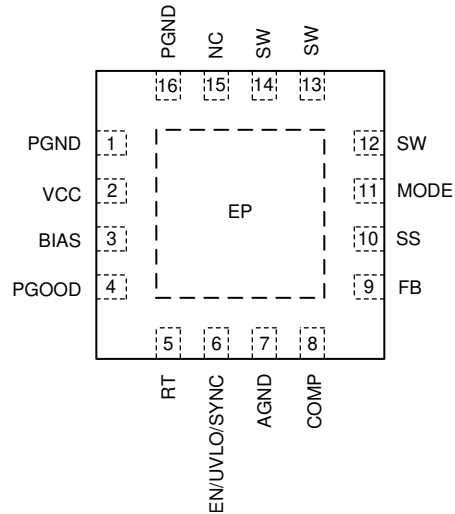 PGND
NC
SW
SW
16
15
14
13
PGND
1
12
SW
VCC
2
11
MODE
BIAS
3
EP
10
SS
PGOOD
4
9
FB
5
6
7
8
RT
EN/UVLO/SYNC
AGND
COMP